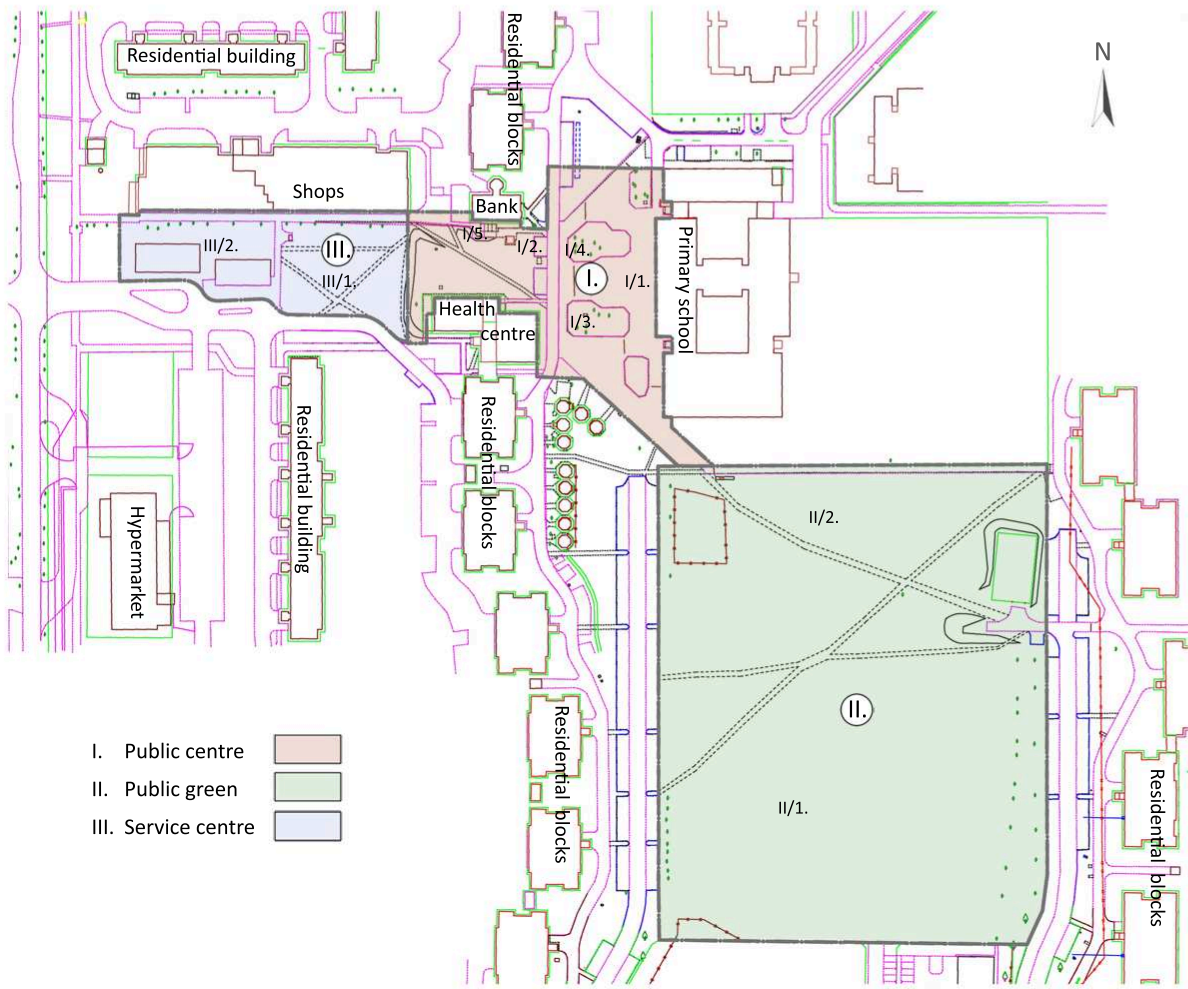 Residential building
Residential blocks
N
Shops
Bank
III/2.
III.
III/1.
I/5.
I/2.
I/4.
I.
I/1.
I/3.
Primary school
Health
centre
Residential building
Residential blocks
Hypermarket
II/2.
II.
II/1.
Residential blocks
Residential blocks
I. Public centre
II. Public green
III. Service centre